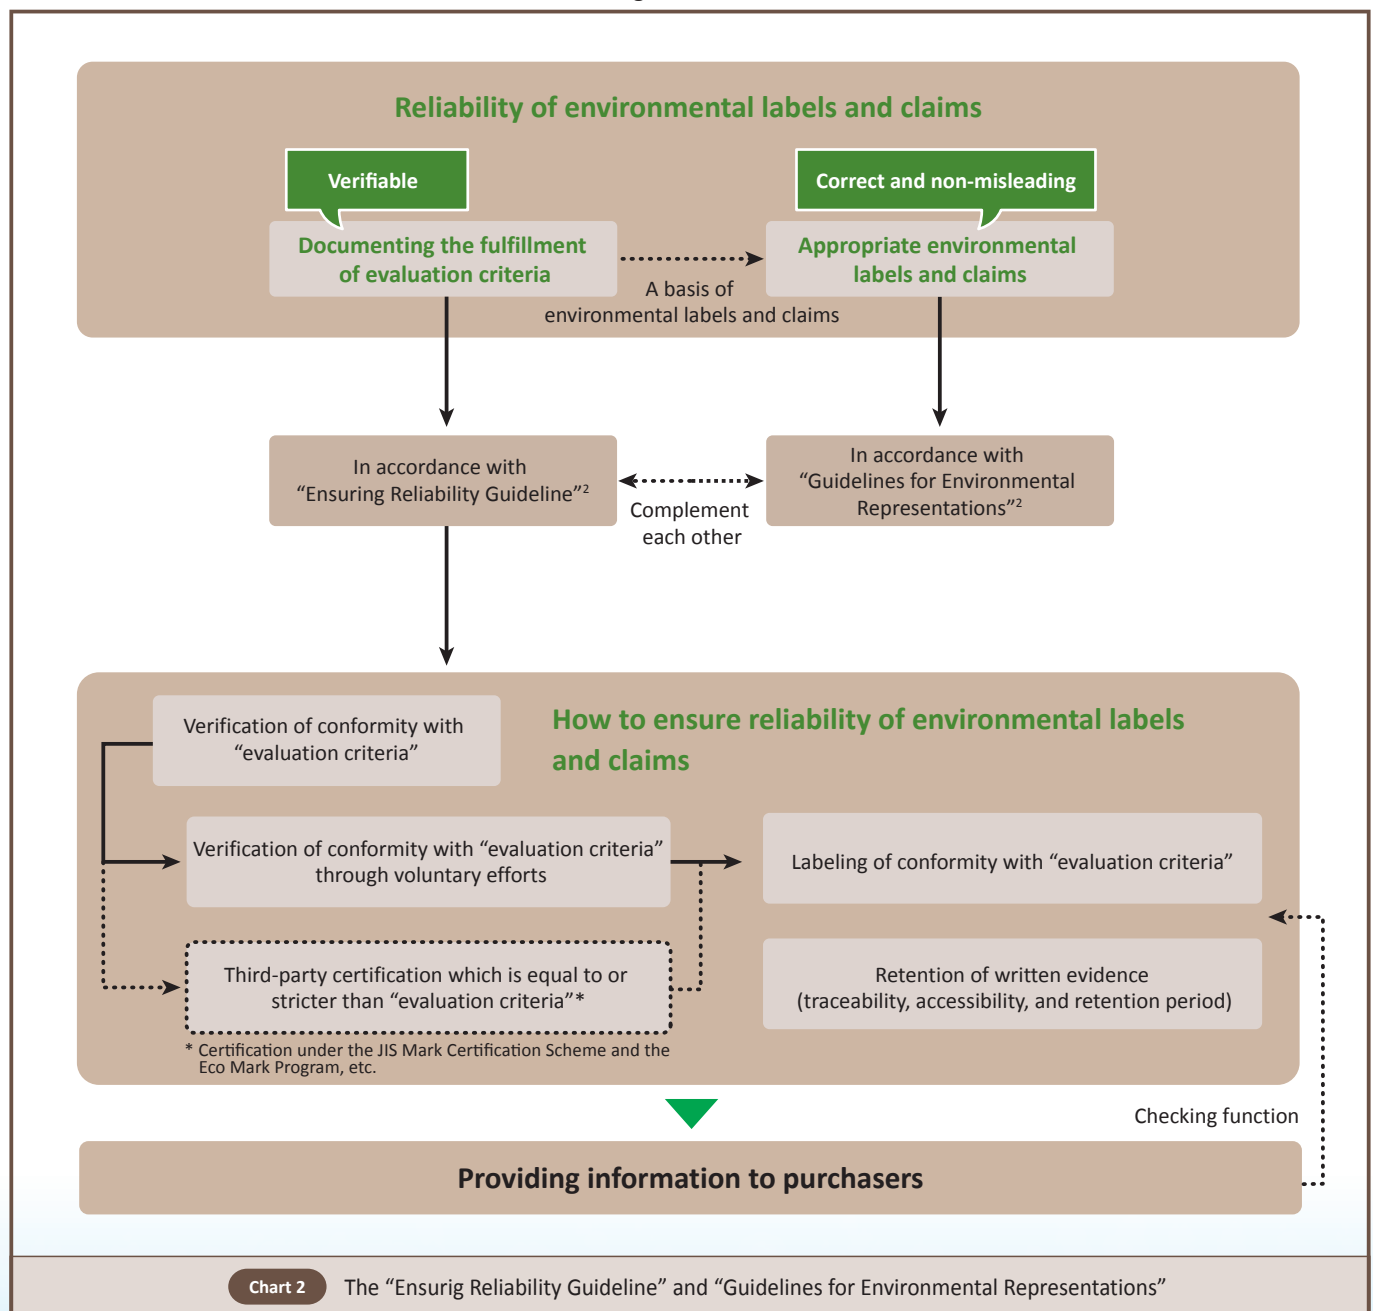 Reliability of environmental labels and claims
Verifiable
Correct and non-misleading
Documenting the fulfillment
of evaluation criteria
Appropriate environmental
labels and claims
A basis of
environmental labels and claims
In accordance with
“Ensuring Reliability Guideline”²
In accordance with
“Guidelines for Environmental
Representations”²
Complement
each other
Verification of conformity with
“evaluation criteria”
How to ensure reliability of environmental labels
and claims
Verification of conformity with “evaluation criteria”
through voluntary efforts
Labeling of conformity with “evaluation criteria”
Third-party certification which is equal to or
stricter than “evaluation criteria”*
Retention of written evidence
(traceability, accessibility, and retention period)
* Certification under the JIS Mark Certification Scheme and the
Eco Mark Program, etc.
Checking function
Providing information to purchasers
Chart 2 The “Ensurig Reliability Guideline” and “Guidelines for Environmental Representations”